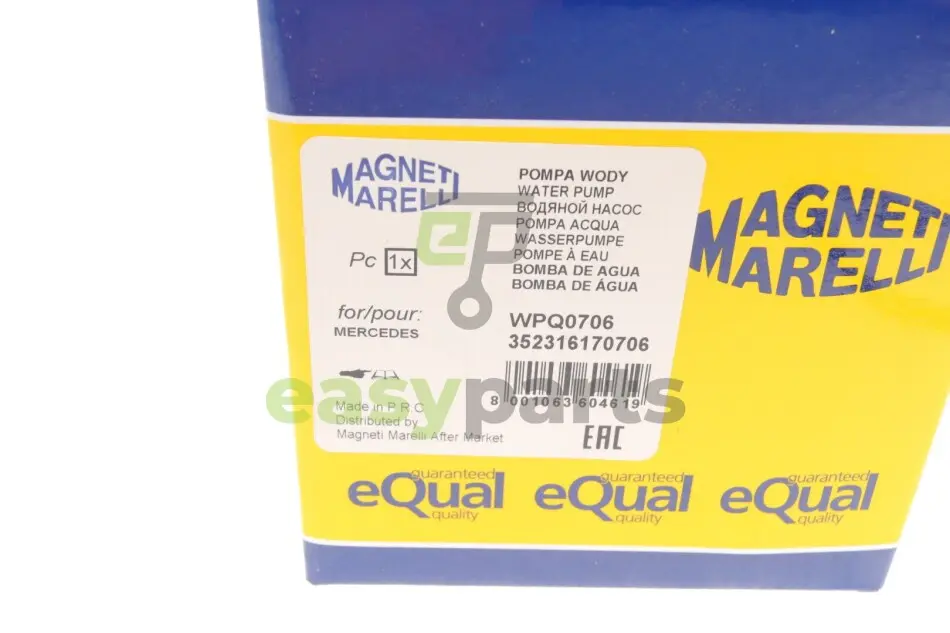 MAGNETI
MARELLI
Pc 1x
for/pour:
MERCEDES
Made in P.R.C
Distributed by
Magneti Marelli After Market
POMPA WODY
WATER PUMP
ВОДЯНОЙ НАСОС
POMPA ACQUA
WASSERPUMPE
POMPE À EAU
BOMBA DE AGUA
BOMBA DE ÁGUA
WPQ0706
352316170706
8 001063 604619
EAC
MAGNETI
MARELLI
easyparts
guaranteed
eQual
quality
guaranteed
eQual
quality
guaranteed
eQual
quality